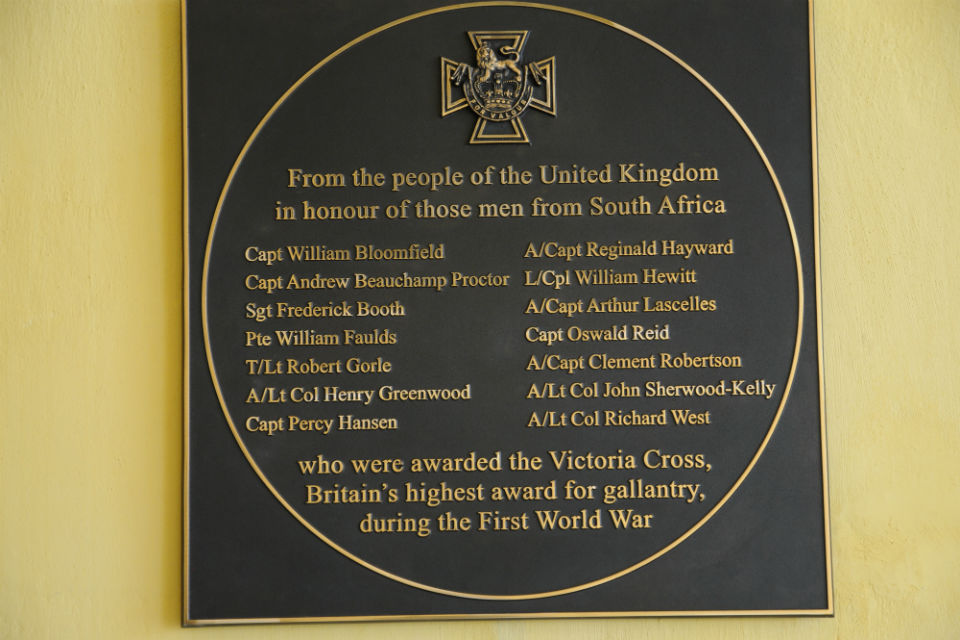 FOR VALOUR
From the people of the United Kingdom
in honour of those men from South Africa
Capt William Bloomfield
Capt Andrew Beauchamp Proctor
Sgt Frederick Booth
Pte William Faulds
T/Lt Robert Gorle
A/Lt Col Henry Greenwood
Capt Percy Hansen
A/Capt Reginald Hayward
L/Cpl William Hewitt
A/Capt Arthur Lascelles
Capt Oswald Reid
A/Capt Clement Robertson
A/Lt Col John Sherwood-Kelly
A/Lt Col Richard West
who were awarded the Victoria Cross,
Britain's highest award for gallantry,
during the First World War